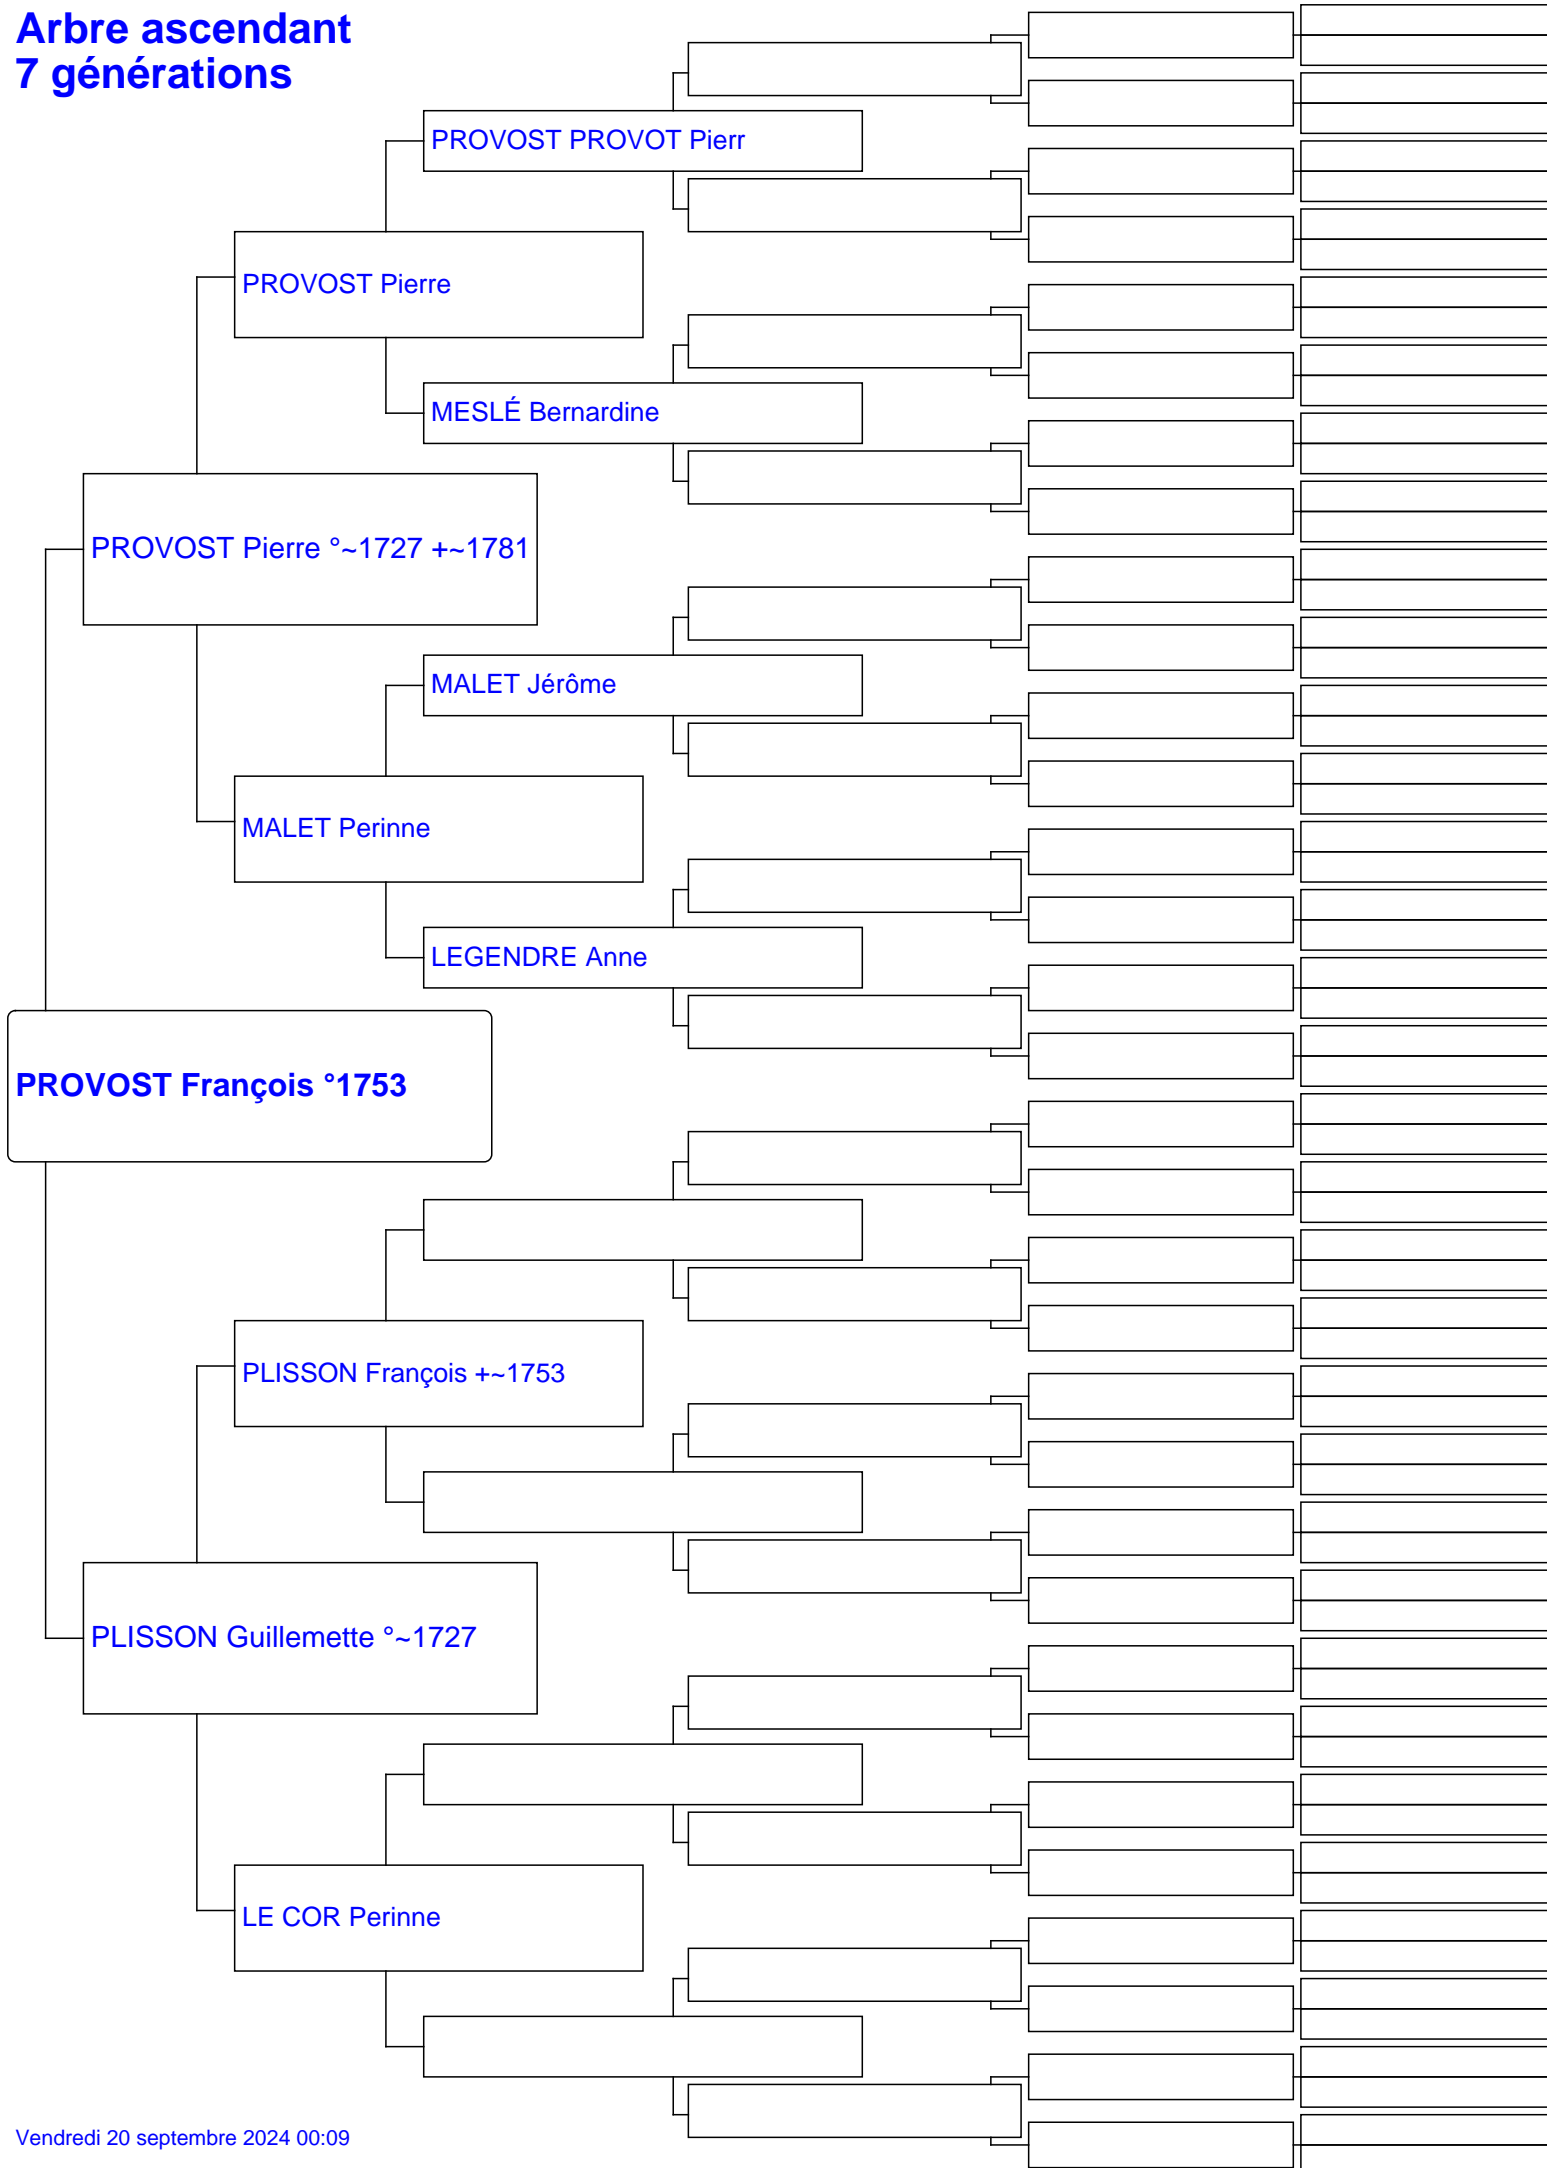 Arbre ascendant
7 générations
PROVOST PROVOT Pierr
PROVOST Pierre
MESLÉ Bernardine
PROVOST Pierre °~1727 +~1781
MALET Jérôme
MALET Perinne
LEGENDRE Anne
PROVOST François °1753
PLISSON François +~1753
PLISSON Guillemette °~1727
LE COR Perinne
Vendredi 20 septembre 2024 00:09